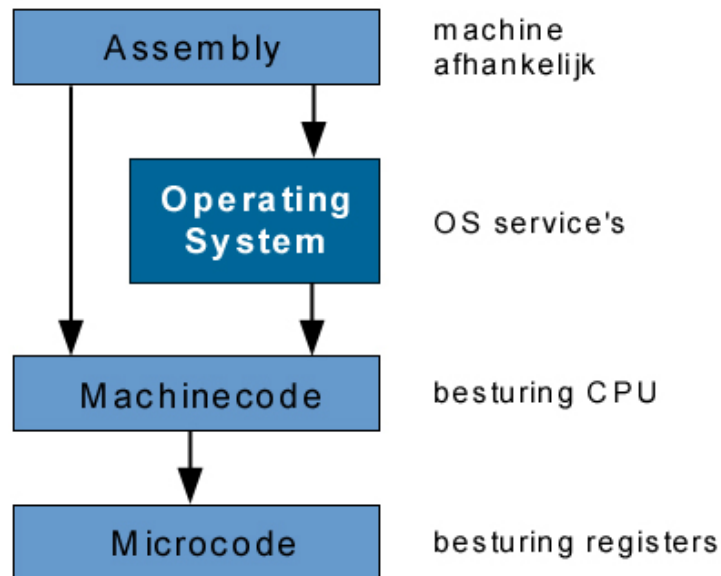 Assembly
machine
afhankelijk
Operating
System
OS service's
Machinecode
besturing CPU
Microcode
besturing registers